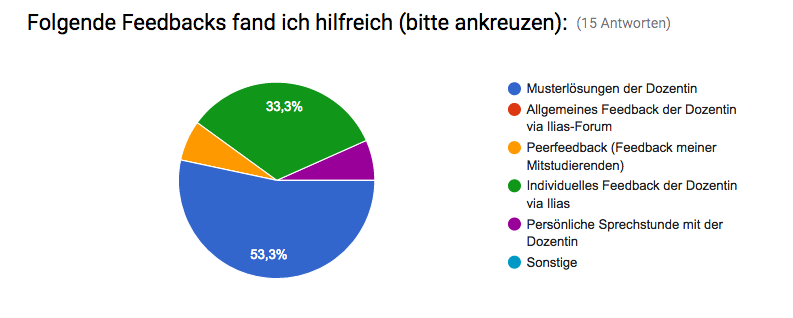 Folgende Feedbacks fand ich hilfreich (bitte ankreuzen): (15 Antworten)
33,3%
53,3%
Musterlösungen der Dozentin
Allgemeines Feedback der Dozentin
via Ilias-Forum
Peerfeedback (Feedback meiner
Mitstudierenden)
Individuelles Feedback der Dozentin
via Ilias
Persönliche Sprechstunde mit der
Dozentin
Sonstige